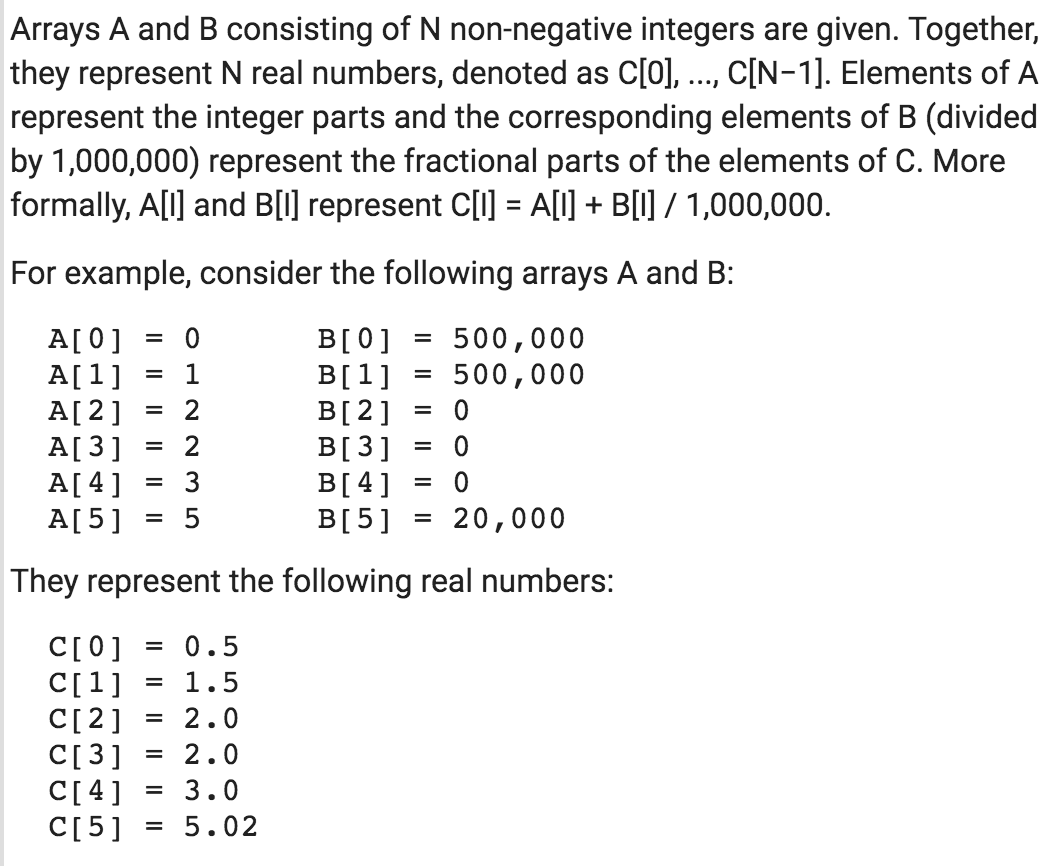 Arrays A and B consisting of N non-negative integers are given. Together,
they represent N real numbers, denoted as C[0], ..., C[N−1]. Elements of A
represent the integer parts and the corresponding elements of B (divided
by 1,000,000) represent the fractional parts of the elements of C. More
formally, A[I] and B[I] represent C[I] = A[I] + B[I] / 1,000,000.
For example, consider the following arrays A and B:
A[0] = 0 B[0] = 500,000
A[1] = 1 B[1] = 500,000
A[2] = 2 B[2] = 0
A[3] = 2 B[3] = 0
A[4] = 3 B[4] = 0
A[5] = 5 B[5] = 20,000
They represent the following real numbers:
C[0] = 0.5
C[1] = 1.5
C[2] = 2.0
C[3] = 2.0
C[4] = 3.0
C[5] = 5.02